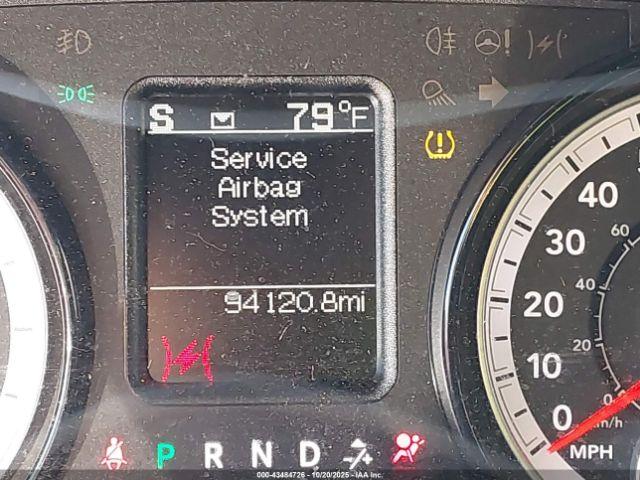 S 79°F
Service
Airbag
System
94120.8mi
P R N D
40
30
20
10
0
MPH
60
40
20
0
km/h
000-43484726 - 10/20/2025 - IAA Inc.